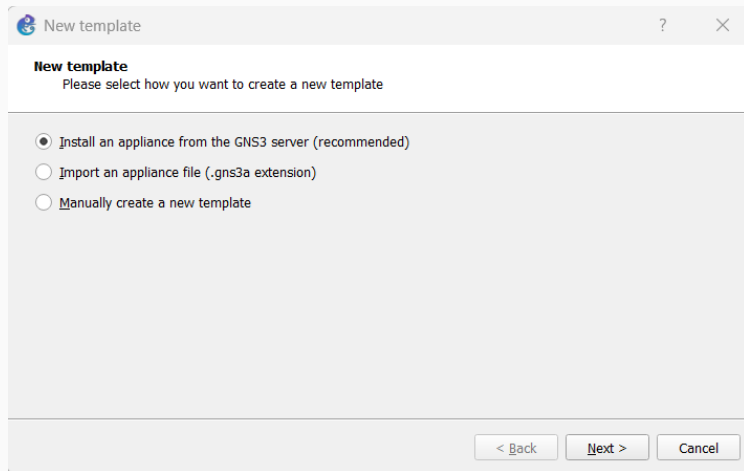 New template
?
New template
Please select how you want to create a new template
Install an appliance from the GNS3 server (recommended)
Import an appliance file (.gns3a extension)
Manually create a new template
< Back Next > Cancel